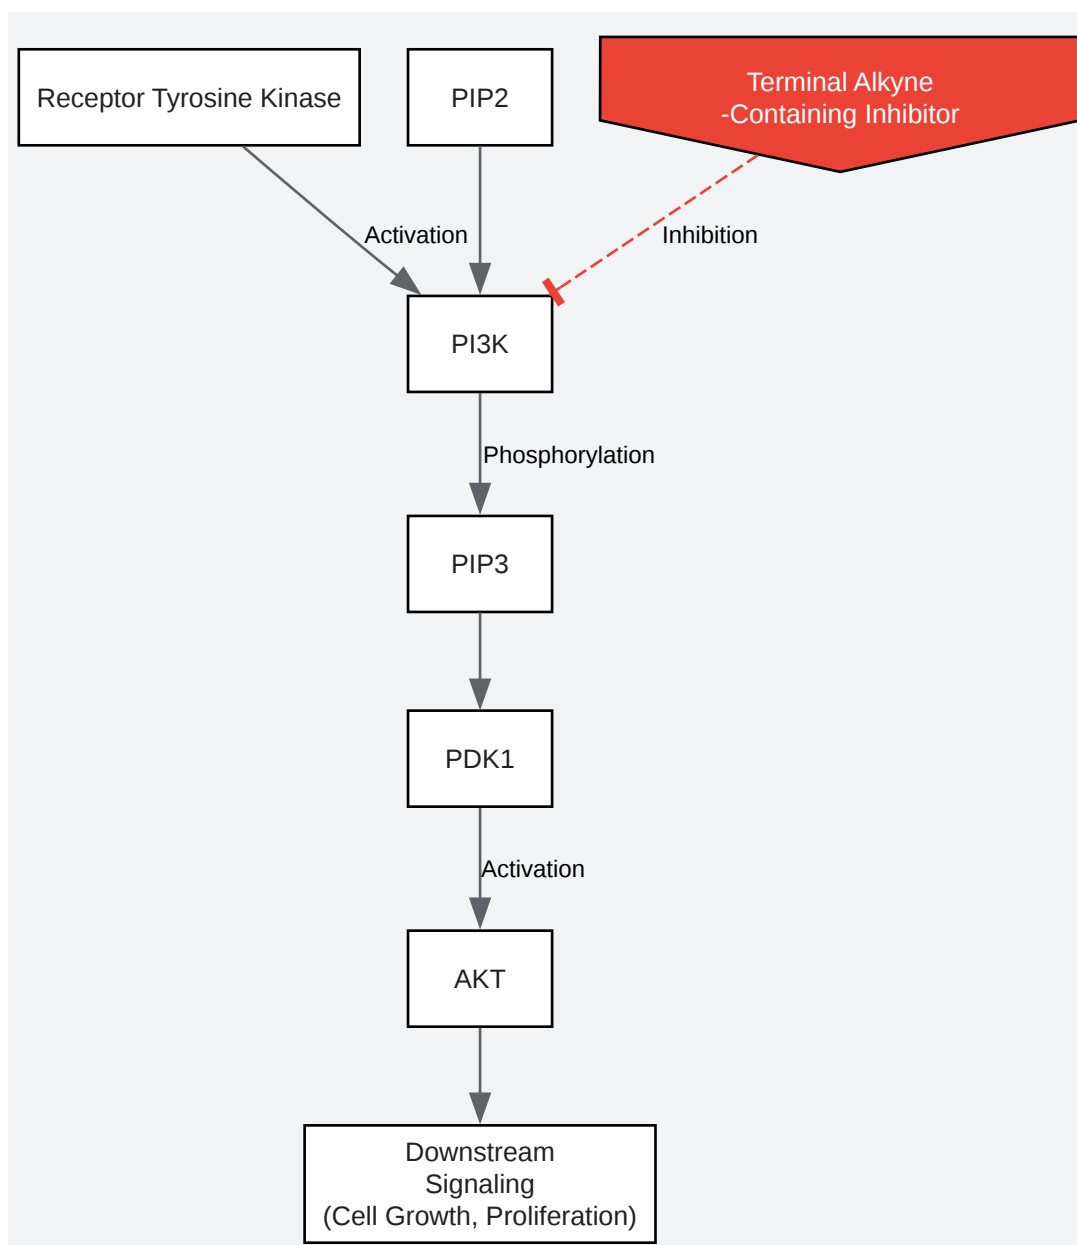 Receptor Tyrosine Kinase
PIP2
Terminal Alkyne
-Containing Inhibitor
Activation
Inhibition
PI3K
Phosphorylation
PIP3
PDK1
Activation
AKT
Downstream
Signaling
(Cell Growth, Proliferation)